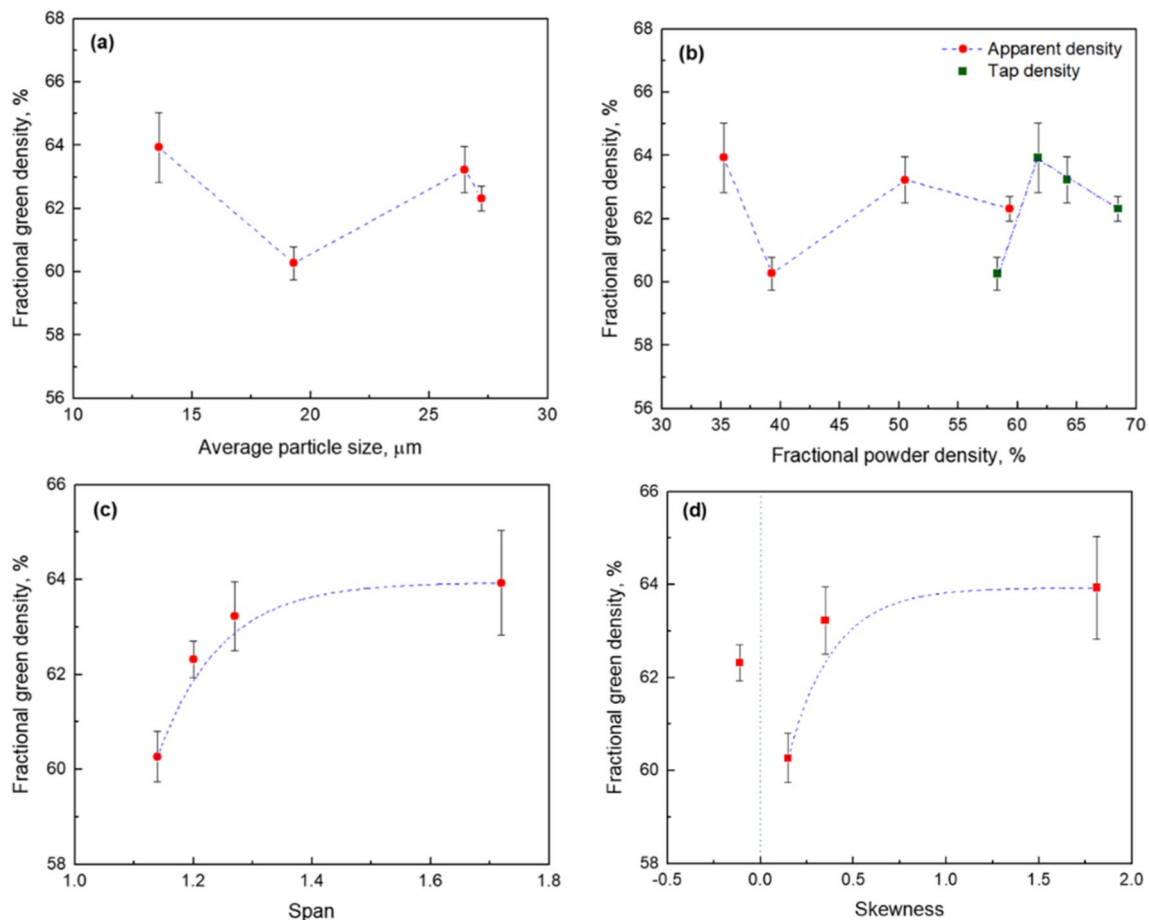 (a)
68
66
64
62
60
58
56
Fractional green density, %
10 15 20 25 30
Average particle size, μm
(b)
Apparent density
Tap density
68
66
64
62
60
58
56
Fractional green density, %
30 35 40 45 50 55 60 65 70
Fractional powder density, %
(c)
66
64
62
60
58
Fractional green density, %
1.0 1.2 1.4 1.6 1.8
Span
(d)
66
64
62
60
58
Fractional green density, %
-0.5 0.0 0.5 1.0 1.5 2.0
Skewness